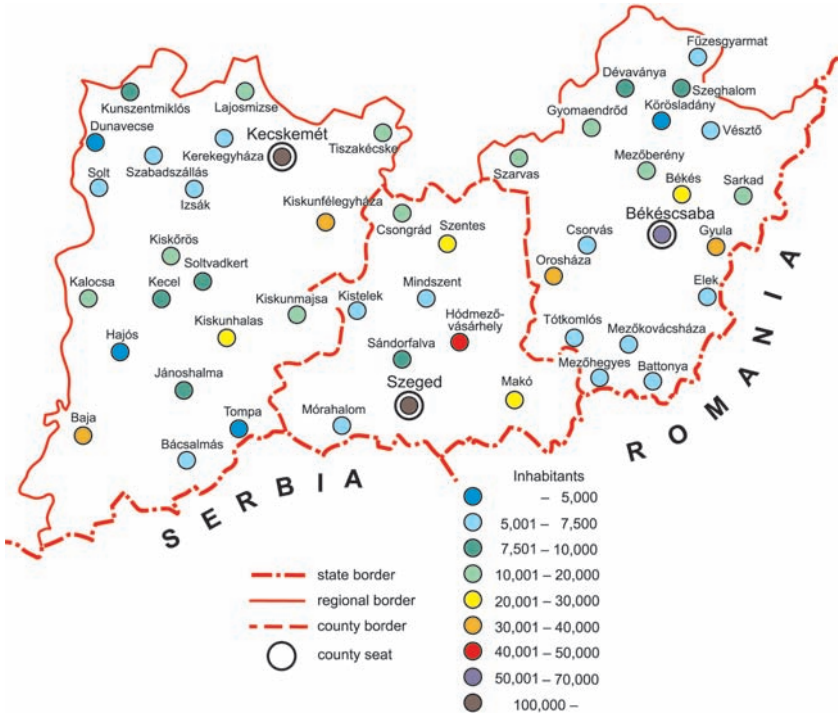 Fűzesgyarmat
Dévaványa
Szeghalom
Kunszentmiklós
Lajosmizse
Gyomaendrőd
Körösladány
Dunavecse
Kecskemét
Vésztő
Kerekegyháza
Tiszakécske
Szabadszállás
Szarvas
Mezőberény
Solt
Izsák
Békés
Sarkad
Kiskunfélegyháza
Csongrád
Szentes
Békéscsaba
Csorvás
Gyula
Kiskőrös
Orosháza
Soltvadkert
Kalocsa
Kecel
Kiskunmajsa
Kistelek
Mindszent
Elek
Hódmező-
vásárhely
Kiskunhalas
Hajós
Tótkomlós
Mezőkovácsháza
Sándorfalva
Mezőhegyes
Battonya
Jánoshalma
Szeged
Makó
Baja
Tompa
Mórahalom
Bácsalmás
ROMANIA
SERBIA
Inhabitants
– 5,000
5,001 – 7,500
7,501 – 10,000
10,001 – 20,000
20,001 – 30,000
30,001 – 40,000
40,001 – 50,000
50,001 – 70,000
100,000 –
state border
regional border
county border
county seat